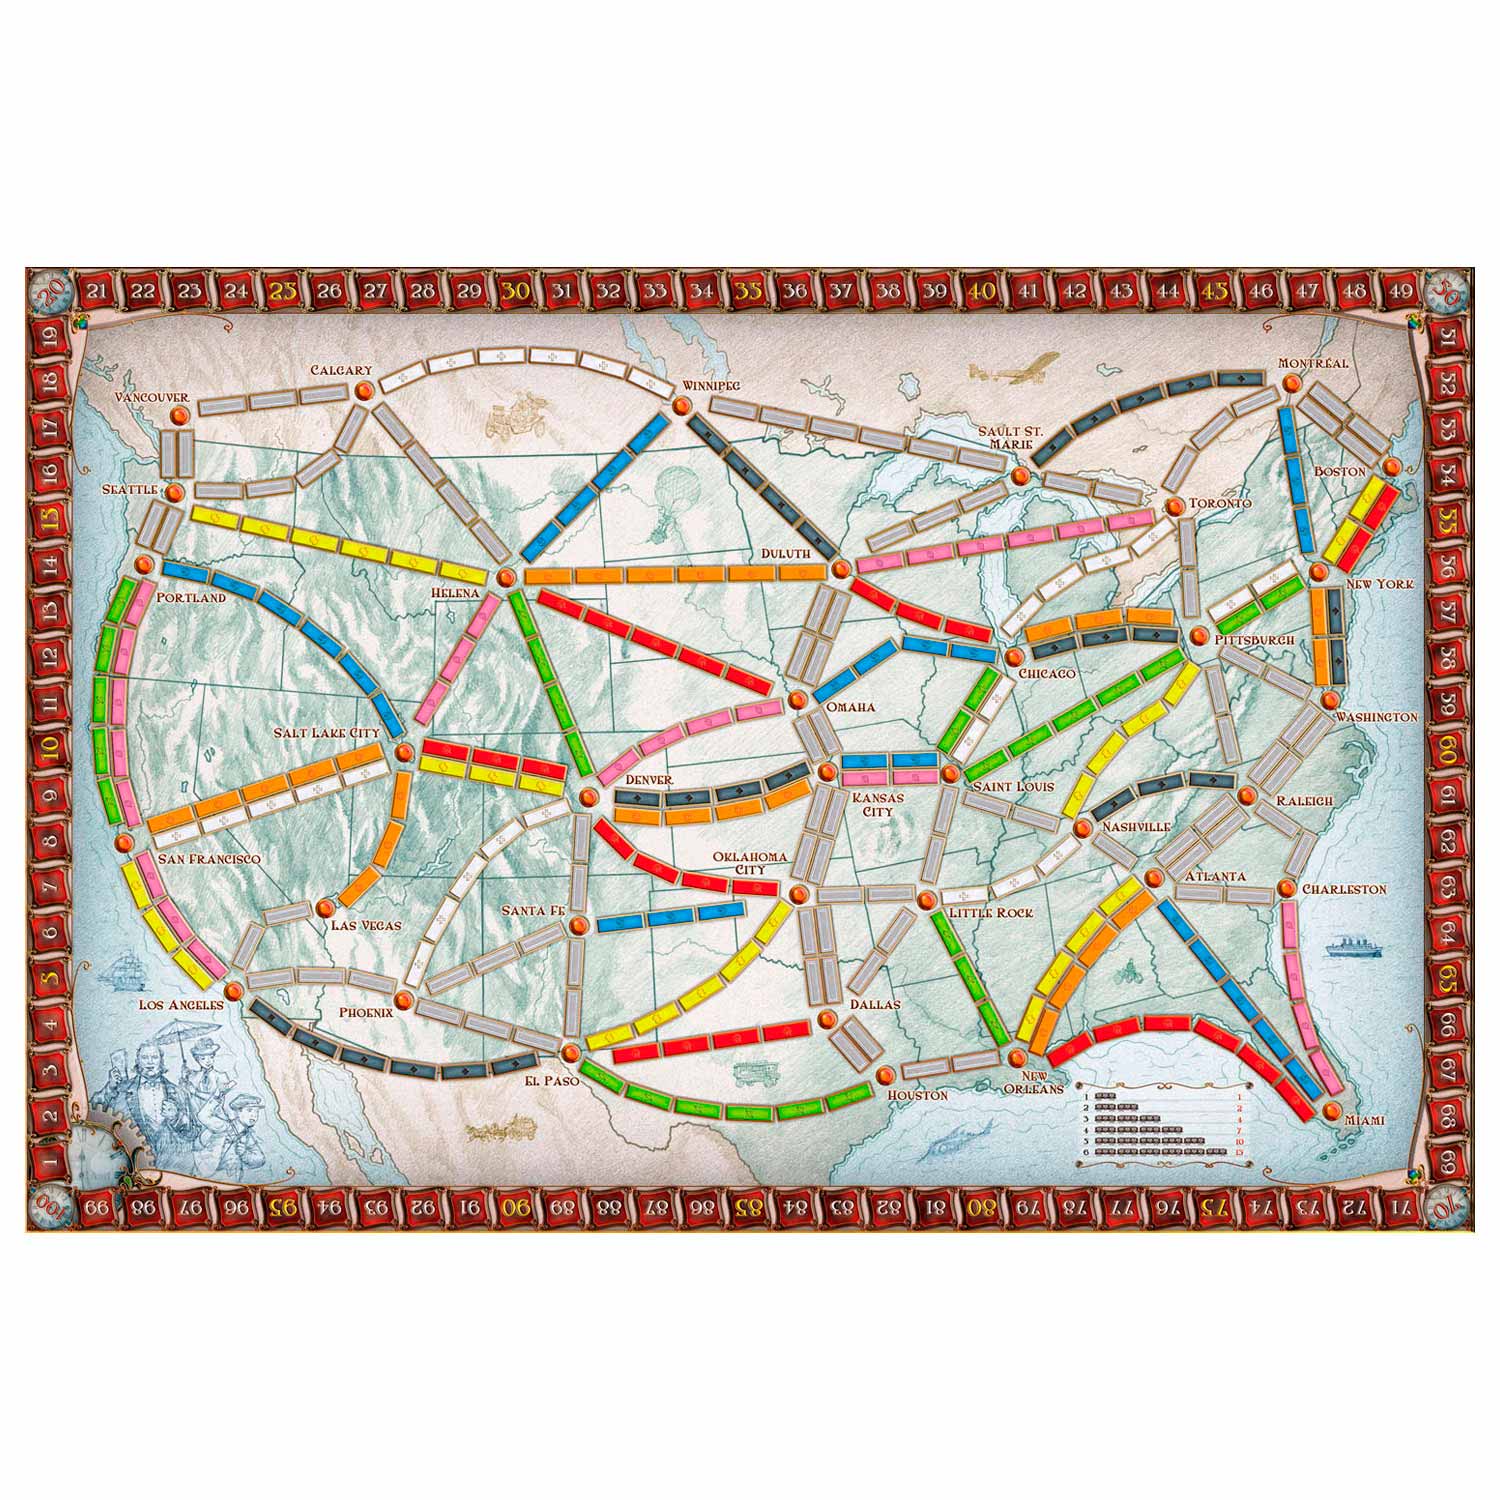 20 21 22 23 24 25 26 27 28 29 30 31 32 33 34 35 36 37 38 39 40 41 42 43 44 45 46 47 48 49 50
19
18
17
16
15
14
13
12
11
10
9
8
7
6
5
4
3
2
1
51
52
53
54
55
56
57
58
59
60
61
62
63
64
65
66
67
68
69
CALGARY
WINNIPEG
MONTRÉAL
VANCOUVER
SAULT ST.
MARIE
BOSTON
SEATTLE
TORONTO
DULUTH
NEW YORK
HELENA
PORTLAND
PITTSBURGH
CHICAGO
OMAHA
WASHINGTON
SALT LAKE CITY
DENVER
SAINT LOUIS
KANSAS
CITY
RALEIGH
NASHVILLE
SAN FRANCISCO
OKLAHOMA
CITY
ATLANTA
CHARLESTON
LAS VEGAS
SANTA FE
LITTLE ROCK
LOS ANGELES
PHOENIX
DALLAS
EL PASO
NEW
ORLEANS
HOUSTON
MIAMI
1 1
2 2
3 4
4 7
5 10
6 15
100 99 98 97 96 95 94 93 92 91 90 89 88 87 86 85 84 83 82 81 80 79 78 77 76 75 74 73 72 71 70